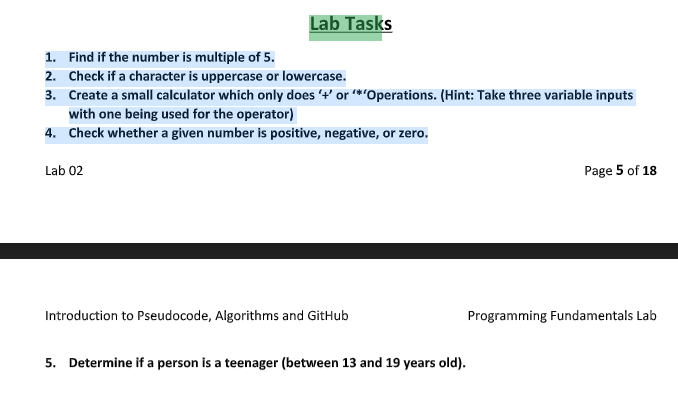 Lab Tasks
1. Find if the number is multiple of 5.
2. Check if a character is uppercase or lowercase.
3. Create a small calculator which only does ‘+’ or ‘*‘Operations. (Hint: Take three variable inputs
with one being used for the operator)
4. Check whether a given number is positive, negative, or zero.
Lab 02 Page 5 of 18
Introduction to Pseudocode, Algorithms and GitHub Programming Fundamentals Lab
5. Determine if a person is a teenager (between 13 and 19 years old).